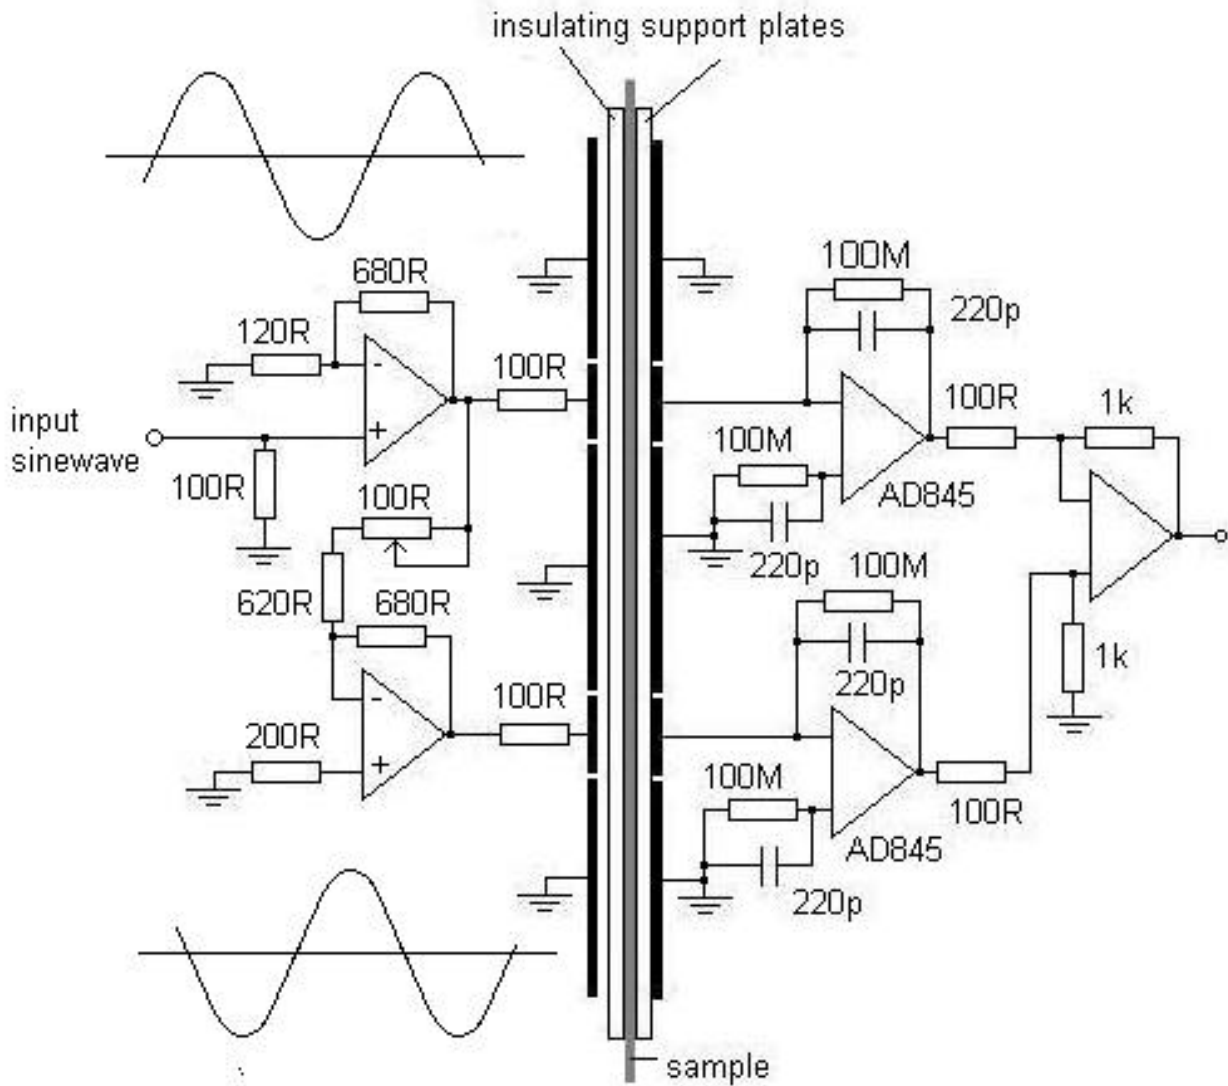 insulating support plates
680R
100M
220p
120R
-
100R
100R
1k
input
sinewave
+
100M
100R
100R
AD845
220p
100M
620R
680R
220p
1k
100R
-
200R
+
100M
100R
AD845
220p
sample